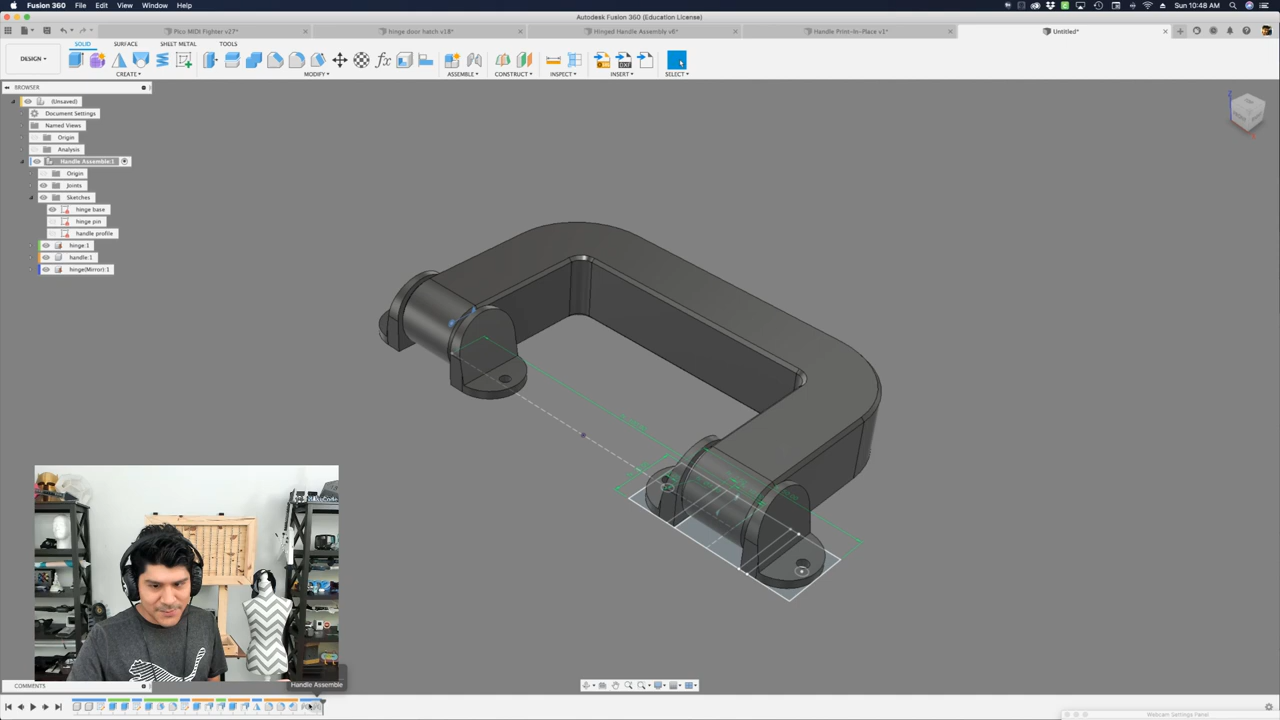 Fusion 360 File Edit View Window Help
Sun 10:48 AM
Autodesk Fusion 360 (Education License)
Pico MIDI Fighter v27*
hinge door hatch v18*
Hinged Handle Assembly v6*
Handle Print-In-Place v1*
Untitled*
SOLID SURFACE SHEET METAL TOOLS
DESIGN
CREATE MODIFY ASSEMBLE CONSTRUCT INSPECT INSERT SELECT
BROWSER
(Unsaved)
Document Settings
Named Views
Origin
Analysis
Handle Assemble:1
Origin
Joints
Sketches
hinge base
hinge pin
handle profile
hinge:1
handle:1
hinge(Mirror):1
Handle Assemble
COMMENTS
Webcam Settings Panel